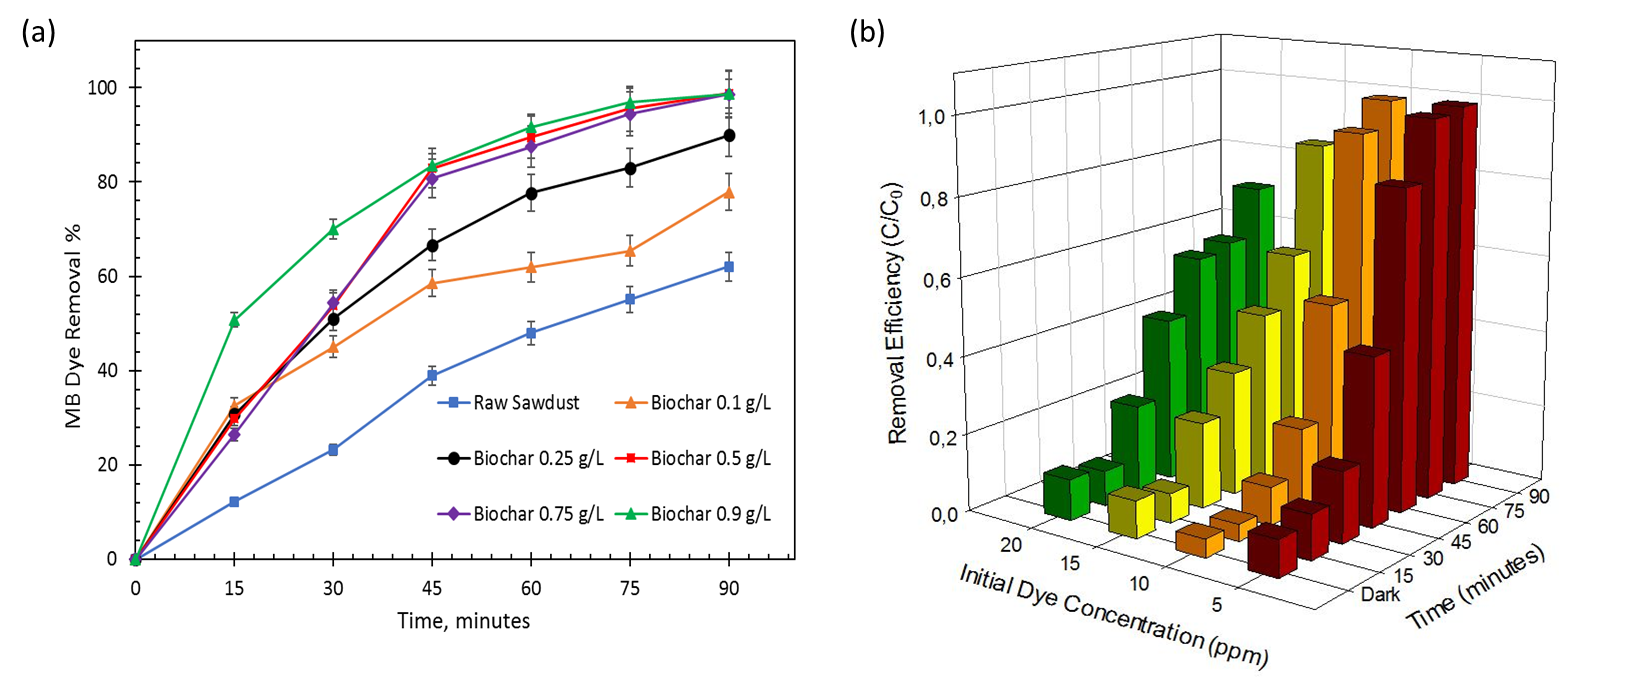 (a)
100
80
60
40
20
0
MB Dye Removal %
0 15 30 45 60 75 90
Time, minutes
Raw Sawdust Biochar 0.1 g/L
Biochar 0.25 g/L Biochar 0.5 g/L
Biochar 0.75 g/L Biochar 0.9 g/L
(b)
1,0
0,8
0,6
0,4
0,2
0,0
Removal Efficiency (C/C₀)
20
15
10
5
Initial Dye Concentration (ppm)
Dark
15
30
45
60
75
90
Time (minutes)